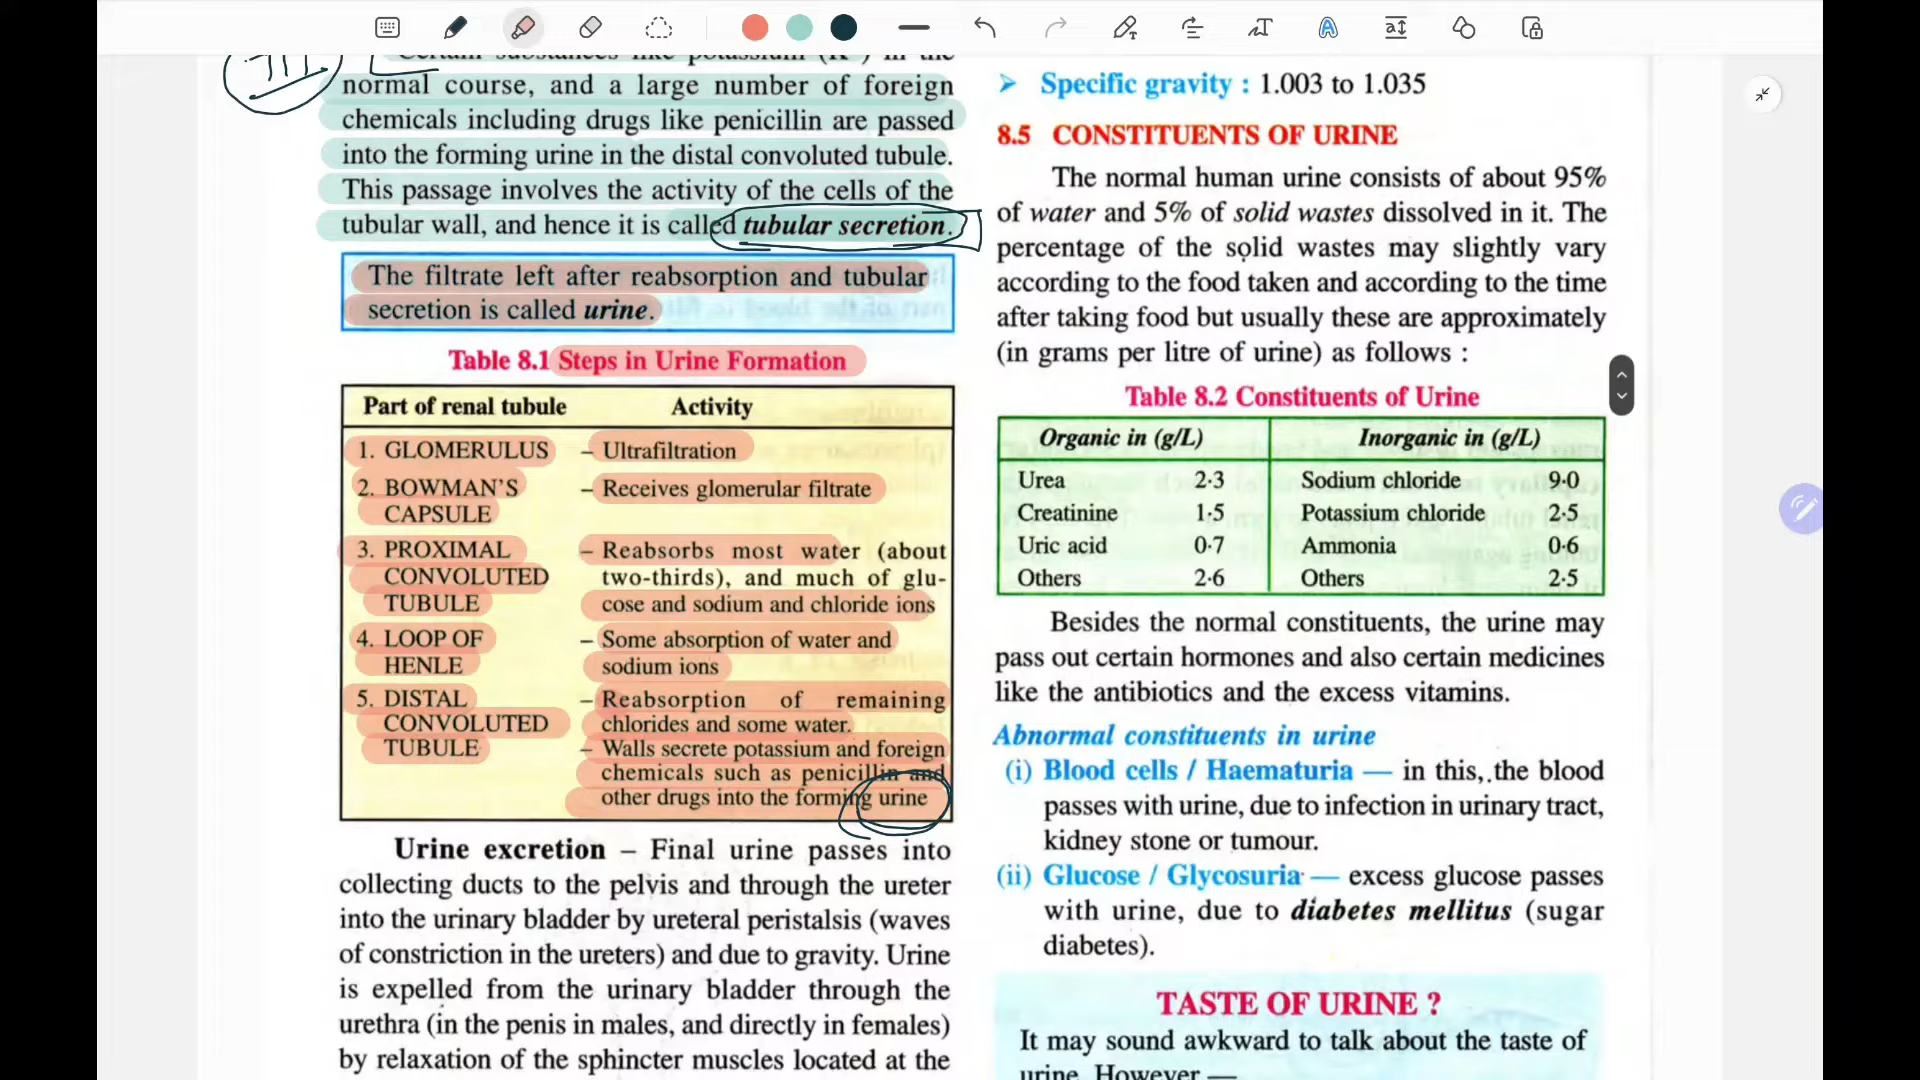 Certain substances like potassium (K+) in the
normal course, and a large number of foreign
chemicals including drugs like penicillin are passed
into the forming urine in the distal convoluted tubule.
This passage involves the activity of the cells of the
tubular wall, and hence it is called tubular secretion.
The filtrate left after reabsorption and tubular
secretion is called urine.
Table 8.1 Steps in Urine Formation
Part of renal tubule Activity
1. GLOMERULUS – Ultrafiltration
2. BOWMAN'S – Receives glomerular filtrate
CAPSULE
3. PROXIMAL – Reabsorbs most water (about
CONVOLUTED two-thirds), and much of glu-
TUBULE cose and sodium and chloride ions
4. LOOP OF – Some absorption of water and
HENLE sodium ions
5. DISTAL – Reabsorption of remaining
CONVOLUTED chlorides and some water.
TUBULE – Walls secrete potassium and foreign
chemicals such as penicillin and
other drugs into the forming urine
Urine excretion – Final urine passes into
collecting ducts to the pelvis and through the ureter
into the urinary bladder by ureteral peristalsis (waves
of constriction in the ureters) and due to gravity. Urine
is expelled from the urinary bladder through the
urethra (in the penis in males, and directly in females)
by relaxation of the sphincter muscles located at the
➤ Specific gravity : 1.003 to 1.035
8.5 CONSTITUENTS OF URINE
The normal human urine consists of about 95%
of water and 5% of solid wastes dissolved in it. The
percentage of the solid wastes may slightly vary
according to the food taken and according to the time
after taking food but usually these are approximately
(in grams per litre of urine) as follows :
Table 8.2 Constituents of Urine
Organic in (g/L) Inorganic in (g/L)
Urea 2·3 Sodium chloride 9·0
Creatinine 1·5 Potassium chloride 2·5
Uric acid 0·7 Ammonia 0·6
Others 2·6 Others 2·5
Besides the normal constituents, the urine may
pass out certain hormones and also certain medicines
like the antibiotics and the excess vitamins.
Abnormal constituents in urine
(i) Blood cells / Haematuria — in this, the blood
passes with urine, due to infection in urinary tract,
kidney stone or tumour.
(ii) Glucose / Glycosuria — excess glucose passes
with urine, due to diabetes mellitus (sugar
diabetes).
TASTE OF URINE ?
It may sound awkward to talk about the taste of
urine. However —